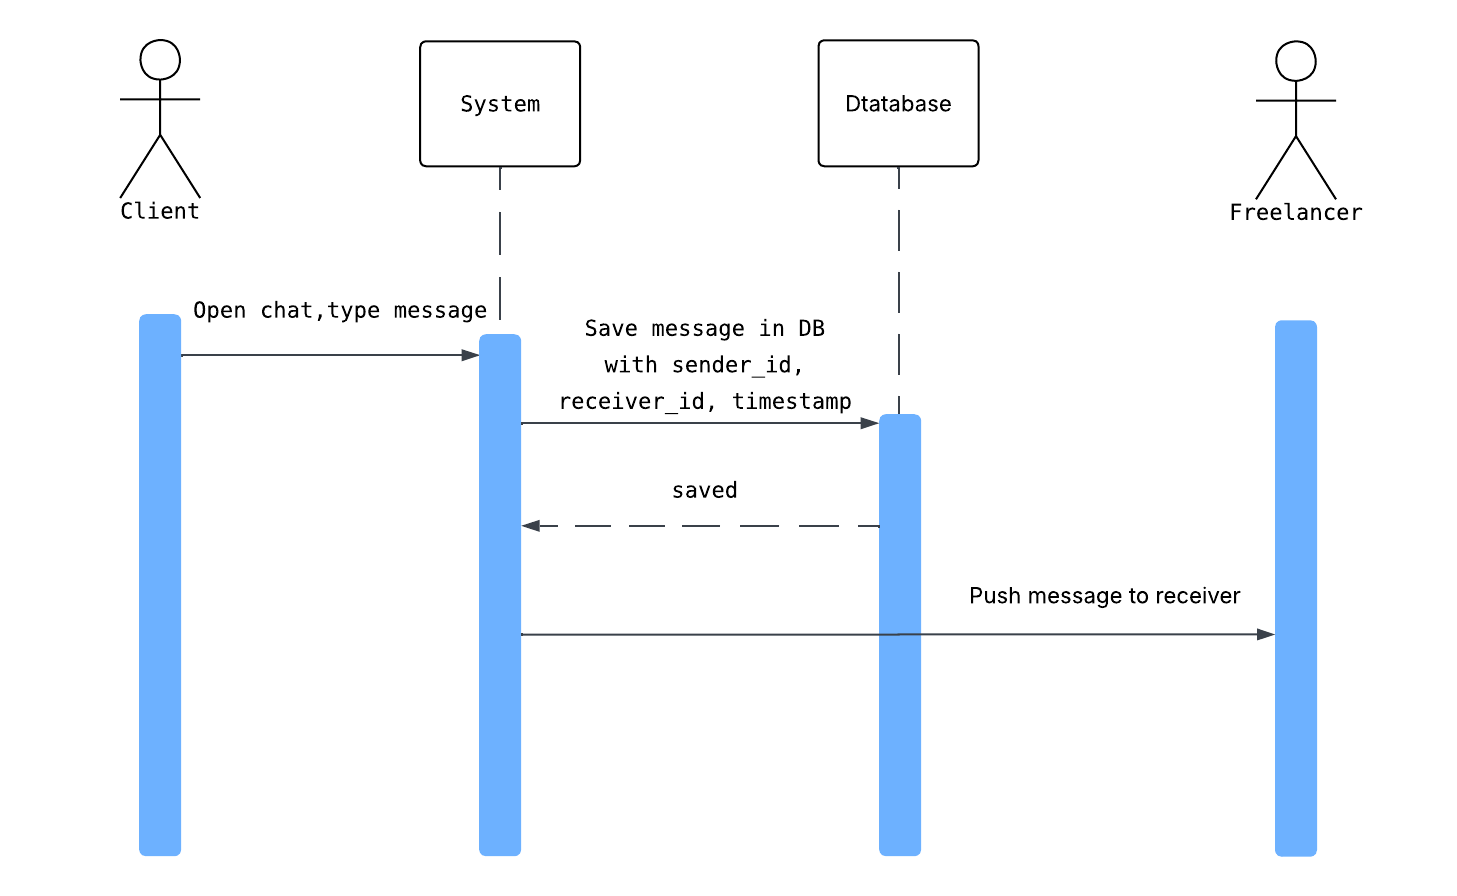 System
Dtatabase
Client
Freelancer
Open chat,type message
Save message in DB
with sender_id,
receiver_id, timestamp
saved
Push message to receiver